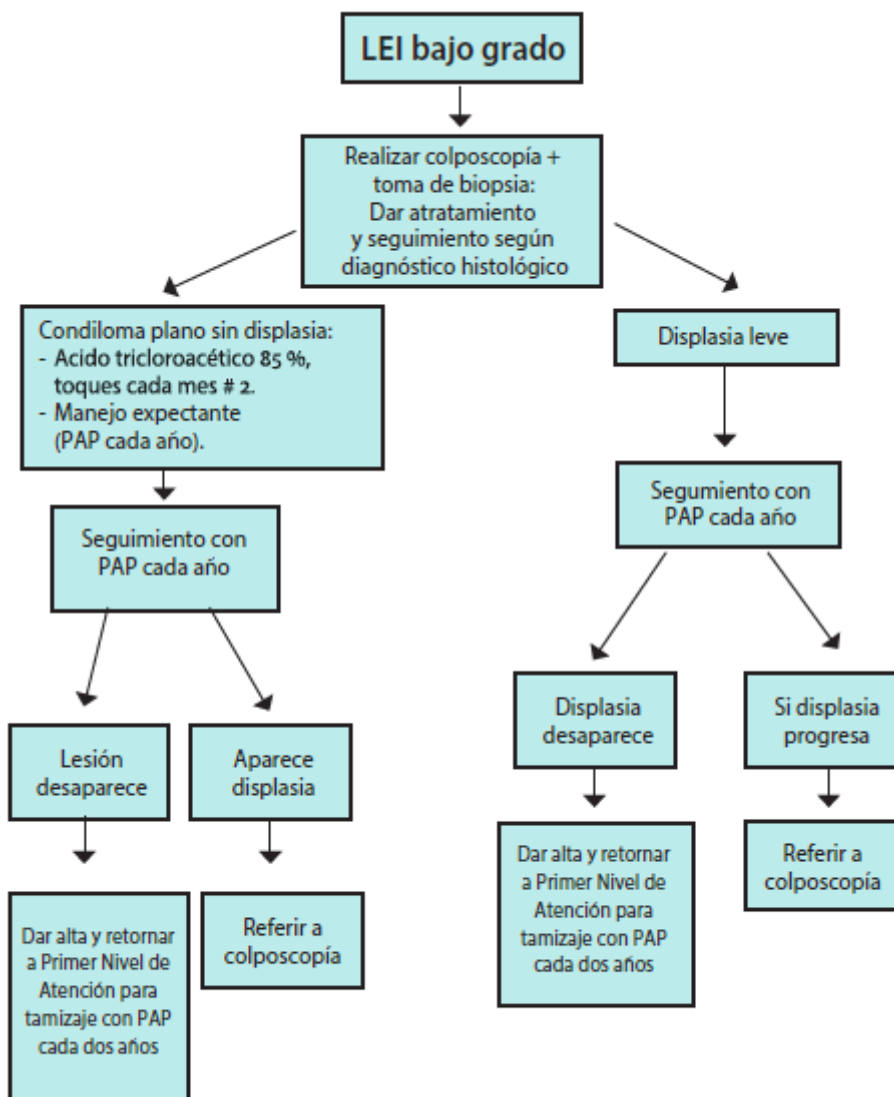 LEI bajo grado
Realizar colposcopía +
toma de biopsia:
Dar atratamiento
y seguimiento según
diagnóstico histológico
Condiloma plano sin displasia:
- Acido tricloroacético 85 %,
toques cada mes # 2.
- Manejo expectante
(PAP cada año).
Displasia leve
Seguimiento con
PAP cada año
Segumiento con
PAP cada año
Lesión
desaparece
Aparece
displasia
Displasia
desaparece
Si displasia
progresa
Dar alta y retornar
a Primer Nivel de
Atención para
tamizaje con PAP
cada dos años
Referir a
colposcopía
Dar alta y retornar
a Primer Nivel de
Atención para
tamizaje con PAP
cada dos años
Referir a
colposcopía